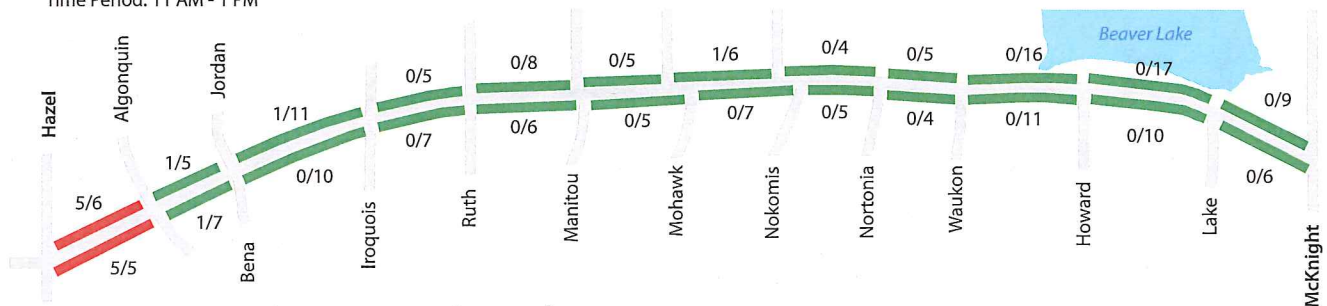 Time Period: 11 AM - 1 PM
Hazel
Algonquin
Jordan
Beaver Lake
5/6
1/5
1/11
0/5
0/8
0/5
1/6
0/4
0/5
0/16
0/17
0/9
5/5
1/7
0/10
0/7
0/6
0/5
0/7
0/5
0/4
0/11
0/10
0/6
Bena
Iroquois
Ruth
Manitou
Mohawk
Nokomis
Nortonia
Waukon
Howard
Lake
McKnight